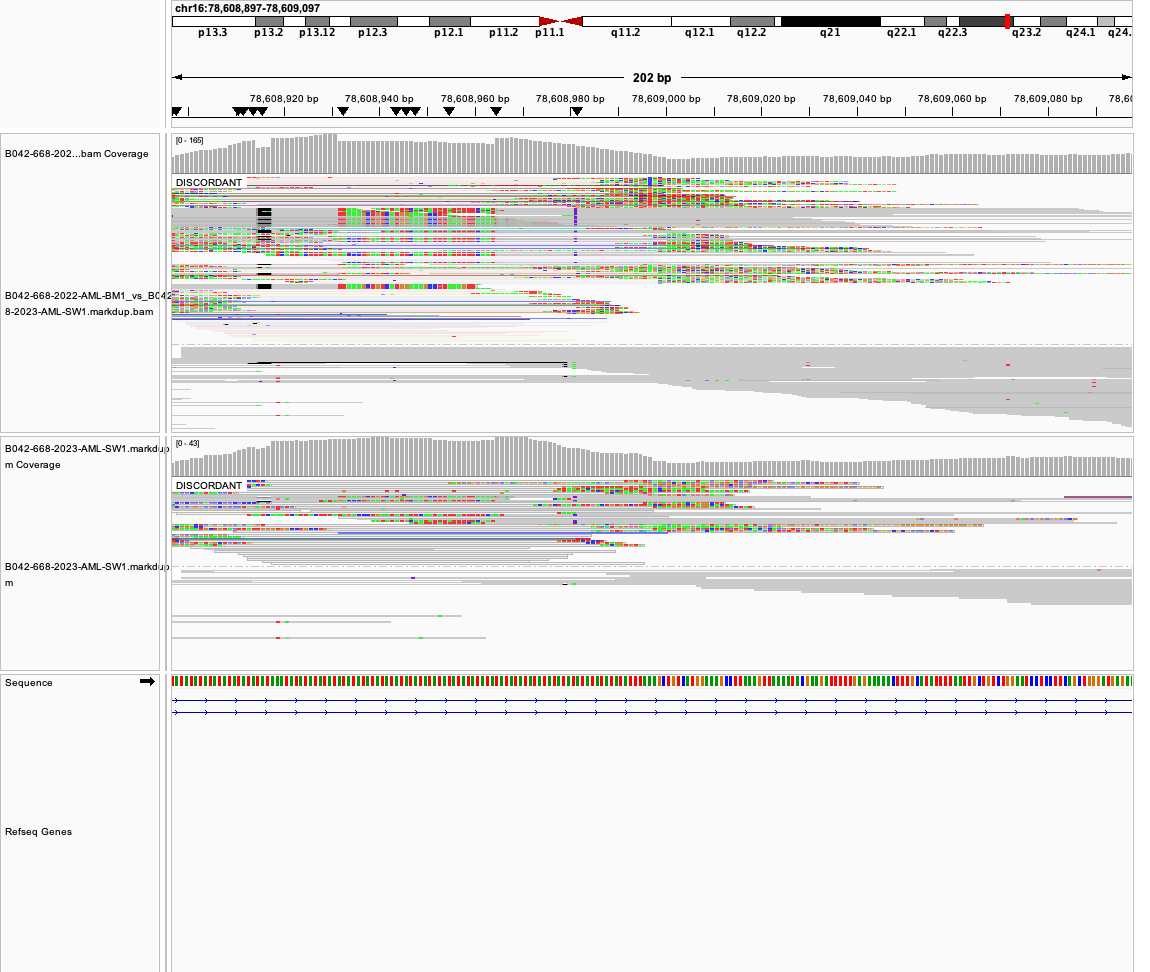 chr16:78,608,897-78,609,097
p13.3 p13.2 p13.12 p12.3 p12.1 p11.2 p11.1 q11.2 q12.1 q12.2 q21 q22.1 q22.3 q23.2 q24.1 q24.
202 bp
78,608,920 bp 78,608,940 bp 78,608,960 bp 78,608,980 bp 78,609,000 bp 78,609,020 bp 78,609,040 bp 78,609,060 bp 78,609,080 bp 78,60
[0 - 165]
B042-668-202...bam Coverage
DISCORDANT
B042-668-2022-AML-BM1_vs_B042
8-2023-AML-SW1.markdup.bam
[0 - 43]
B042-668-2023-AML-SW1.markdup
m Coverage
DISCORDANT
B042-668-2023-AML-SW1.markdup
m
Sequence
Refseq Genes